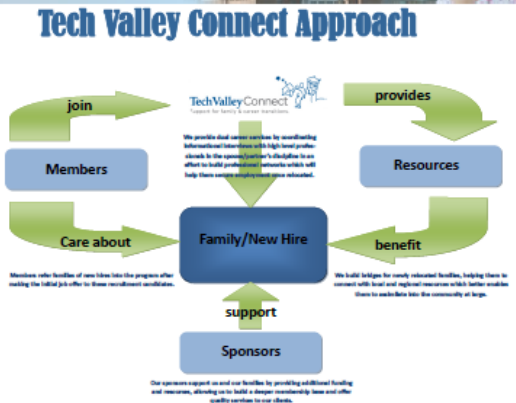 Tech Valley Connect Approach
join
TechValleyConnect
Support for family & career transitions
provides
We provide dual career services by coordinating
informational interviews with high level profes-
sionals in the spouse/partner's discipline in an
effort to build professional networks which will
help them secure employment once relocated.
Members
Resources
Care about
Family/New Hire
benefit
Members refer families of new hires into the program after
making the initial job offer to these recruitment candidates.
We build bridges for newly relocated families, helping them to
connect with local and regional resources which better enables
them to assimilate into the community at large.
support
Sponsors
Our sponsors support us and our families by providing additional funding
and resources, allowing us to build a deeper membership base and offer
quality services to our clients.